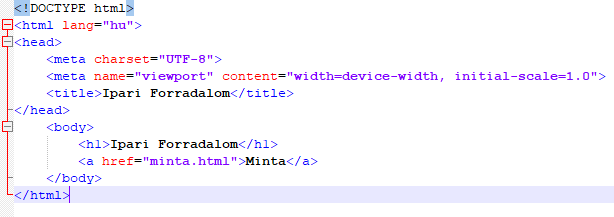 <!DOCTYPE html>
<html lang="hu">
<head>
    <meta charset="UTF-8">
    <meta name="viewport" content="width=device-width, initial-scale=1.0">
    <title>Ipari Forradalom</title>
</head>
    <body>
        <h1>Ipari Forradalom</h1>
        <a href="minta.html">Minta</a>
    </body>
</html>